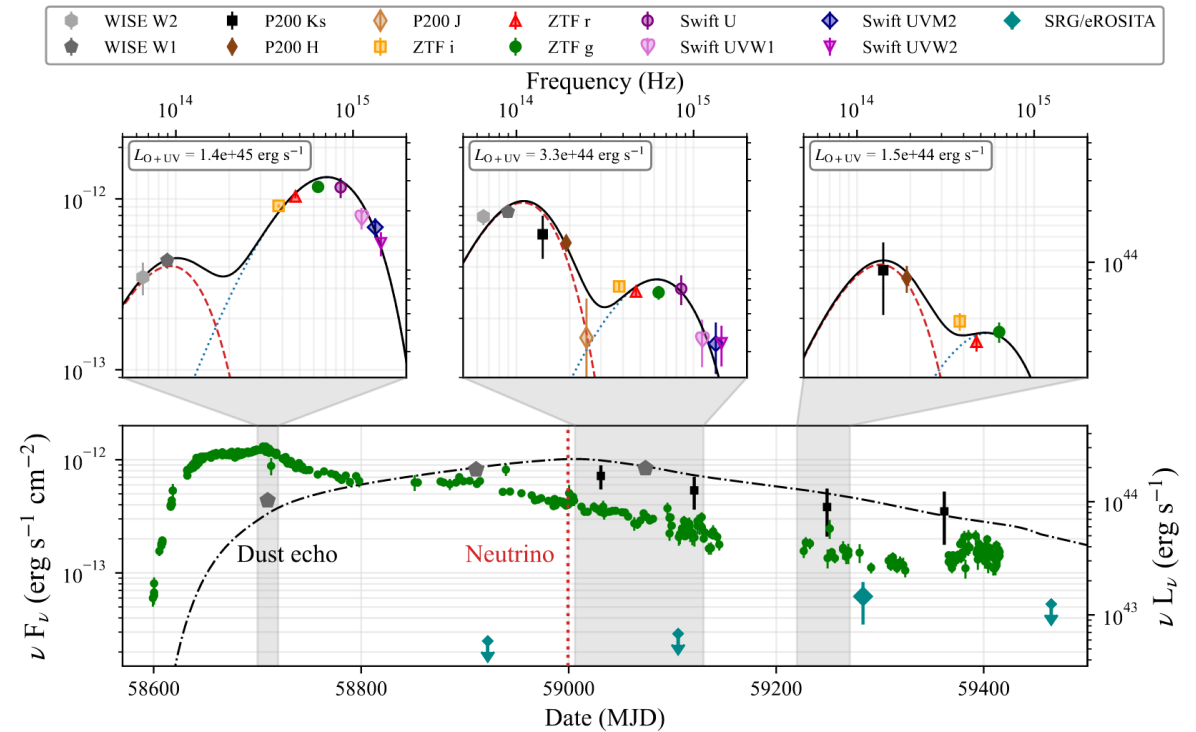 WISE W2 P200 Ks P200 J ZTF r Swift U Swift UVM2 SRG/eROSITA
WISE W1 P200 H ZTF i ZTF g Swift UVW1 Swift UVW2
Frequency (Hz)
10^14 10^15 10^14 10^15 10^14 10^15
L_O+UV = 1.4e+45 erg s^−1 L_O+UV = 3.3e+44 erg s^−1 L_O+UV = 1.5e+44 erg s^−1
10^−12
10^44
10^−13
10^−12
10^44
Dust echo Neutrino
10^−13
10^43
ν F_ν (erg s^−1 cm^−2)
ν L_ν (erg s^−1)
58600 58800 59000 59200 59400
Date (MJD)